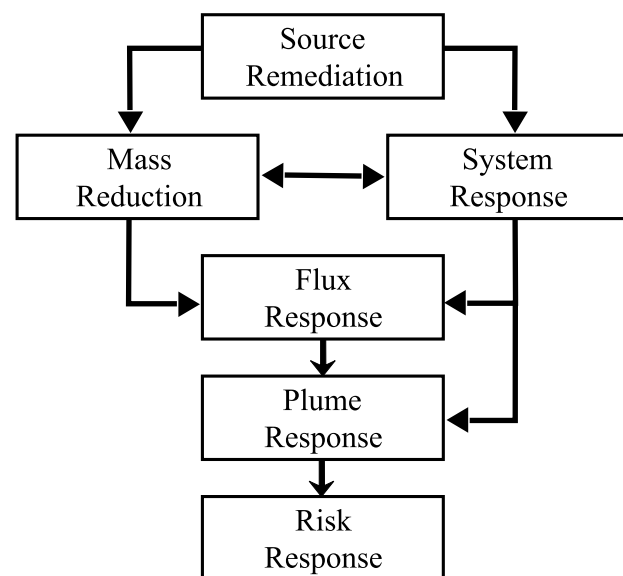 Source
Remediation
Mass
Reduction
System
Response
Flux
Response
Plume
Response
Risk
Response